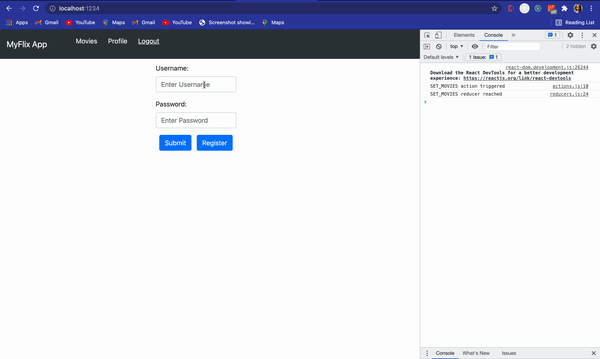 localhost:1234
Apps
Gmail
YouTube
Maps
Gmail
YouTube
Screenshot showi...
Maps
Reading List
MyFlix App
Movies
Profile
Logout
Username:
Enter Username
Password:
Enter Password
Submit
Register
Elements
Console
»
1
top
Filter
2 hidden
Default levels
1 Issue:
1
react-dom.development.js:26244
Download the React DevTools for a better development
experience: https://reactjs.org/link/react-devtools
SET_MOVIES action triggered
actions.js:10
SET_MOVIES reducer reached
reducers.js:24
>
Console
What's New
Issues